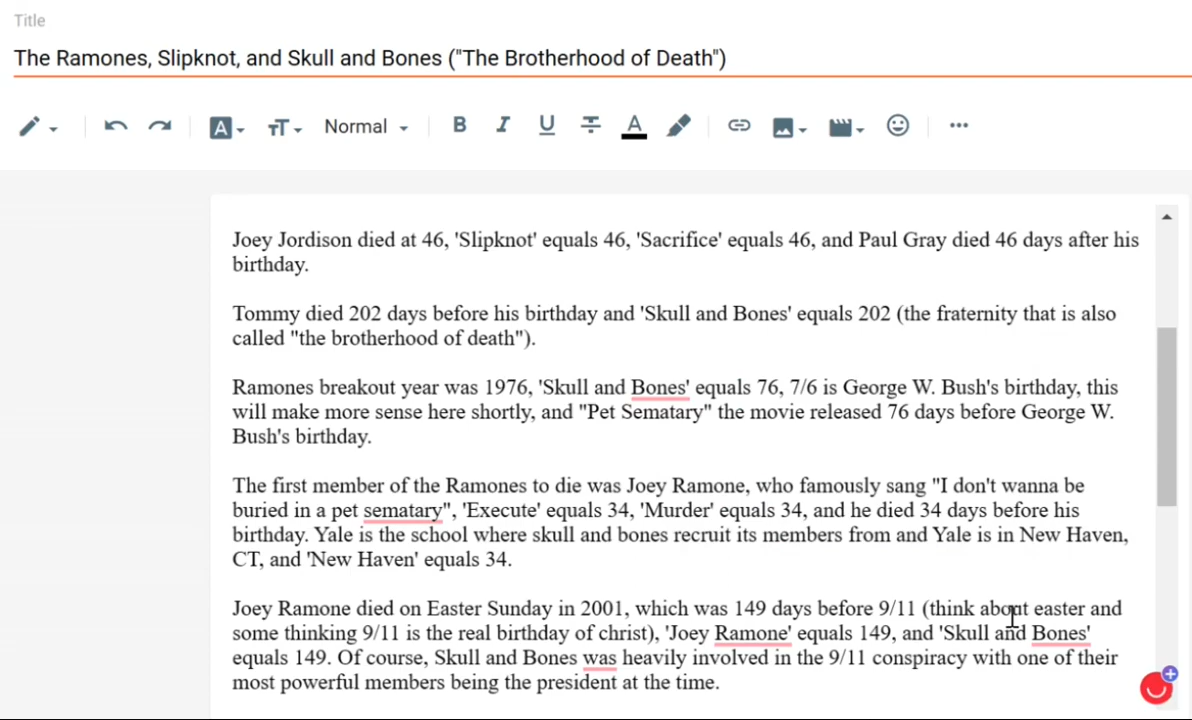 Title
The Ramones, Slipknot, and Skull and Bones ("The Brotherhood of Death")
Normal
Joey Jordison died at 46, 'Slipknot' equals 46, 'Sacrifice' equals 46, and Paul Gray died 46 days after his
birthday.
Tommy died 202 days before his birthday and 'Skull and Bones' equals 202 (the fraternity that is also
called "the brotherhood of death").
Ramones breakout year was 1976, 'Skull and Bones' equals 76, 7/6 is George W. Bush's birthday, this
will make more sense here shortly, and "Pet Sematary" the movie released 76 days before George W.
Bush's birthday.
The first member of the Ramones to die was Joey Ramone, who famously sang "I don't wanna be
buried in a pet sematary", 'Execute' equals 34, 'Murder' equals 34, and he died 34 days before his
birthday. Yale is the school where skull and bones recruit its members from and Yale is in New Haven,
CT, and 'New Haven' equals 34.
Joey Ramone died on Easter Sunday in 2001, which was 149 days before 9/11 (think about easter and
some thinking 9/11 is the real birthday of christ), 'Joey Ramone' equals 149, and 'Skull and Bones'
equals 149. Of course, Skull and Bones was heavily involved in the 9/11 conspiracy with one of their
most powerful members being the president at the time.